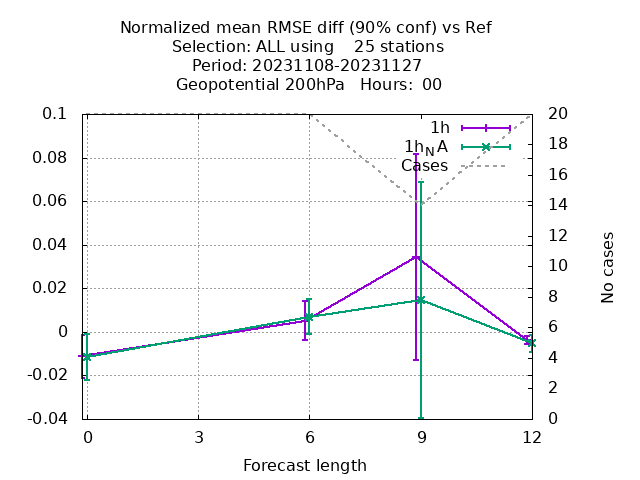 Normalized mean RMSE diff (90% conf) vs Ref
Selection: ALL using    25 stations
Period: 20231108-20231127
Geopotential 200hPa   Hours:  00
1h
1h_N A
Cases
0.1
0.08
0.06
0.04
0.02
0
-0.02
-0.04
20
18
16
14
12
10
8
6
4
2
0
No cases
0 3 6 9 12
Forecast length